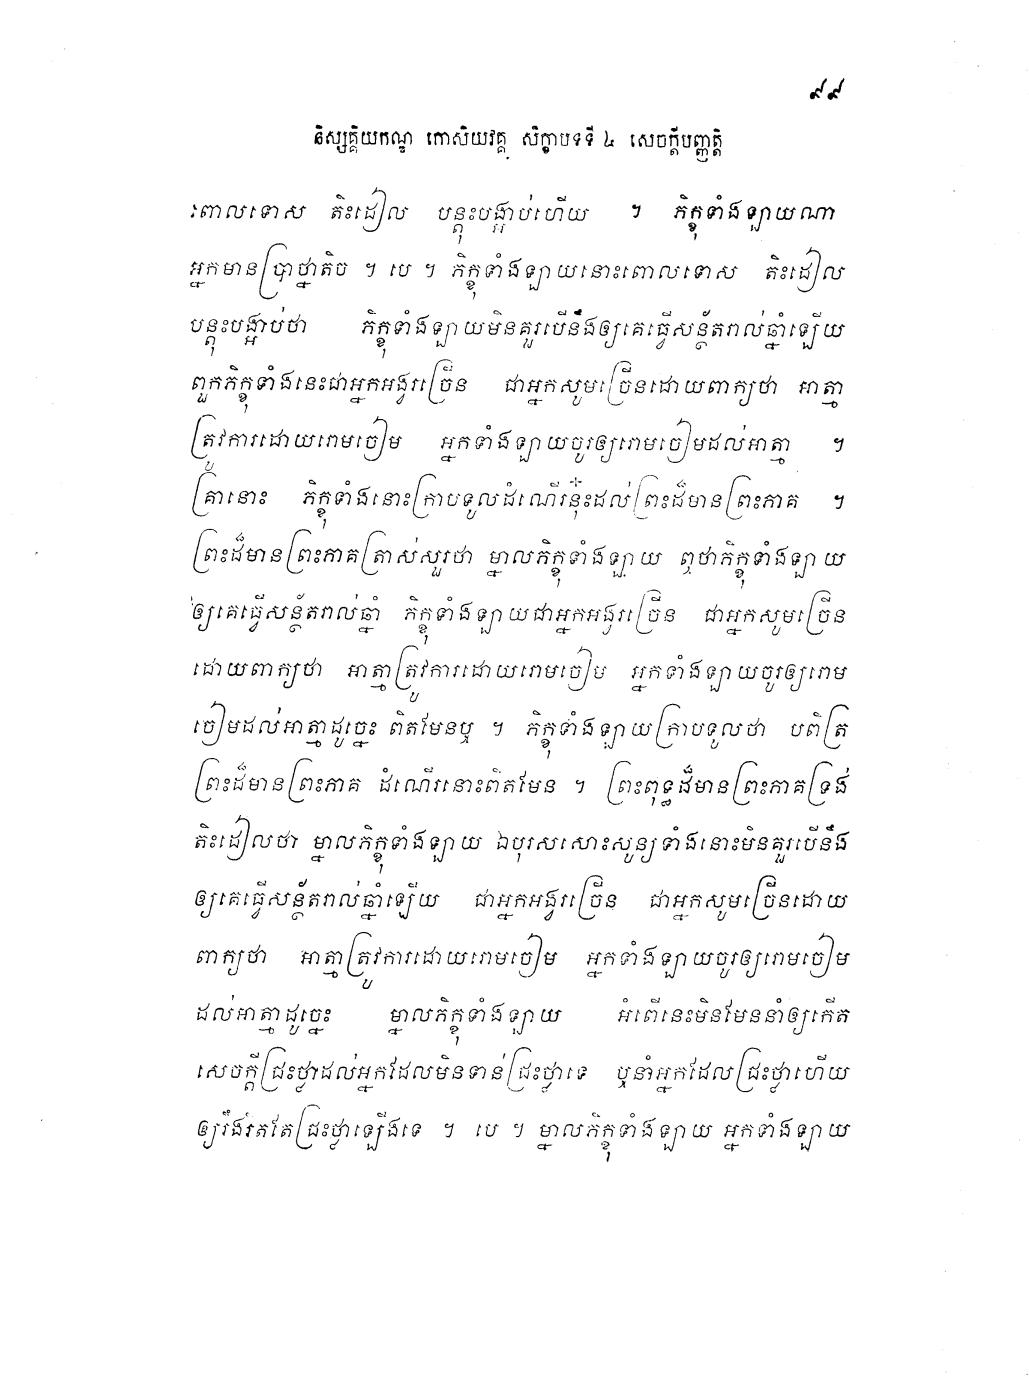 ៩៩
និស្សគ្គិយកណ្ឌ កោសិយវគ្គ សិក្ខាបទទី ៤ សេចក្តីបញ្ញត្តិ
ពោលទោស តិះដៀល បន្តុះបង្អាប់ហើយ ។ ភិក្ខុទាំងឡាយណា
អ្នកមានប្រាថ្នាតិច ។ បេ ។ ភិក្ខុទាំងឡាយនោះពោលទោស តិះដៀល
បន្តុះបង្អាប់ថា ភិក្ខុទាំងឡាយមិនគួរបើនឹងឲ្យគេធ្វើសន្ថ័តរាល់ឆ្នាំឡើយ
ពួកភិក្ខុទាំងនេះជាអ្នកអង្វរច្រើន ជាអ្នកសូមច្រើនដោយពាក្យថា អាត្មា
ត្រូវការដោយរោមចៀម អ្នកទាំងឡាយចូរឲ្យរោមចៀមដល់អាត្មា ។
គ្រានោះ ភិក្ខុទាំងនោះក្រាបទូលដំណើរនុ៎ះដល់ព្រះដ៏មានព្រះភាគ ។
ព្រះដ៏មានព្រះភាគត្រាស់សួរថា ម្នាលភិក្ខុទាំងឡាយ ឮថាភិក្ខុទាំងឡាយ
ឲ្យគេធ្វើសន្ថ័តរាល់ឆ្នាំ ភិក្ខុទាំងឡាយជាអ្នកអង្វរច្រើន ជាអ្នកសូមច្រើន
ដោយពាក្យថា អាត្មាត្រូវការដោយរោមចៀម អ្នកទាំងឡាយចូរឲ្យរោម
ចៀមដល់អាត្មាដូច្នេះ ពិតមែនឬ ។ ភិក្ខុទាំងឡាយក្រាបទូលថា បពិត្រ
ព្រះដ៏មានព្រះភាគ ដំណើរនោះពិតមែន ។ ព្រះពុទ្ធដ៏មានព្រះភាគទ្រង់
តិះដៀលថា ម្នាលភិក្ខុទាំងឡាយ ឯបុរសសោះសូន្យទាំងនោះមិនគួរបើនឹង
ឲ្យគេធ្វើសន្ថ័តរាល់ឆ្នាំឡើយ ជាអ្នកអង្វរច្រើន ជាអ្នកសូមច្រើនដោយ
ពាក្យថា អាត្មាត្រូវការដោយរោមចៀម អ្នកទាំងឡាយចូរឲ្យរោមចៀម
ដល់អាត្មាដូច្នេះ ម្នាលភិក្ខុទាំងឡាយ អំពើនេះមិនមែននាំឲ្យកើត
សេចក្តីជ្រះថ្លាដល់អ្នកដែលមិនទាន់ជ្រះថ្លាទេ ឬនាំអ្នកដែលជ្រះថ្លាហើយ
ឲ្យរឹងរឹតតែជ្រះថ្លាឡើងទេ ។ បេ ។ ម្នាលភិក្ខុទាំងឡាយ អ្នកទាំងឡាយ